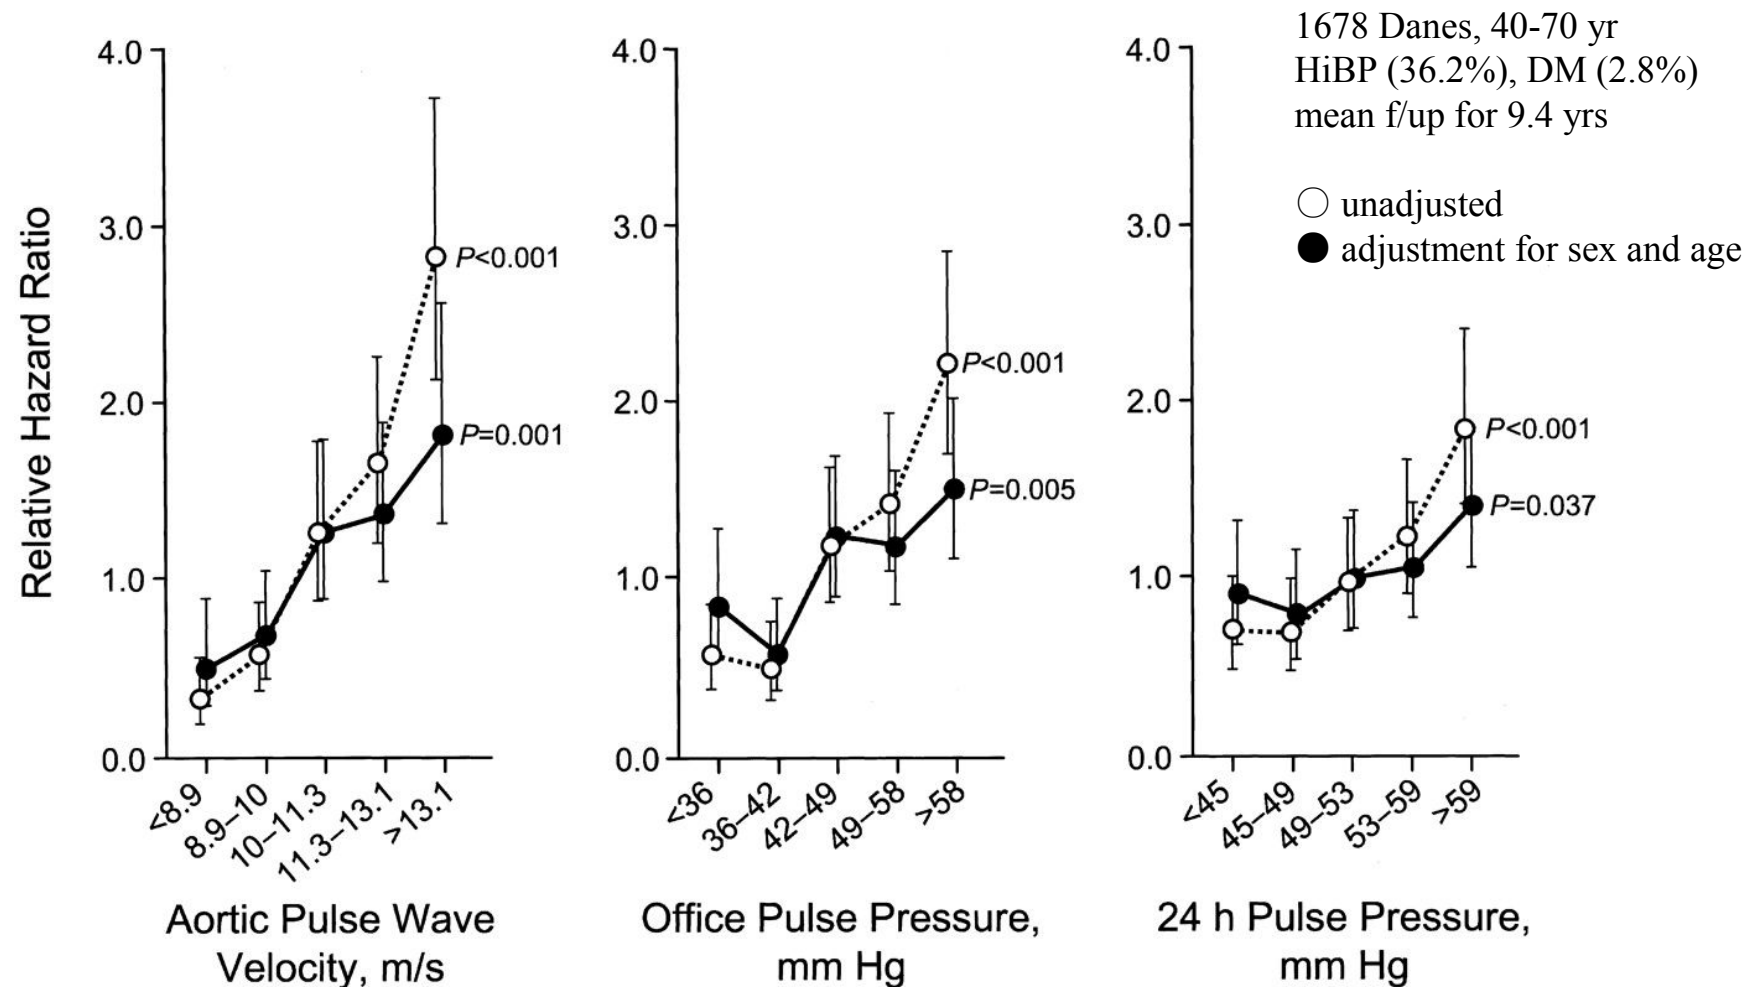 1678 Danes, 40-70 yr
HiBP (36.2%), DM (2.8%)
mean f/up for 9.4 yrs
○ unadjusted
● adjustment for sex and age
Relative Hazard Ratio
4.0
3.0
2.0
1.0
0.0
P<0.001
P=0.001
<8.9
8.9–10
10–11.3
11.3–13.1
>13.1
Aortic Pulse Wave
Velocity, m/s
4.0
3.0
2.0
1.0
0.0
P<0.001
P=0.005
<36
36–42
42–49
49–58
>58
Office Pulse Pressure,
mm Hg
4.0
3.0
2.0
1.0
0.0
P<0.001
P=0.037
<45
45–49
49–53
53–59
>59
24 h Pulse Pressure,
mm Hg